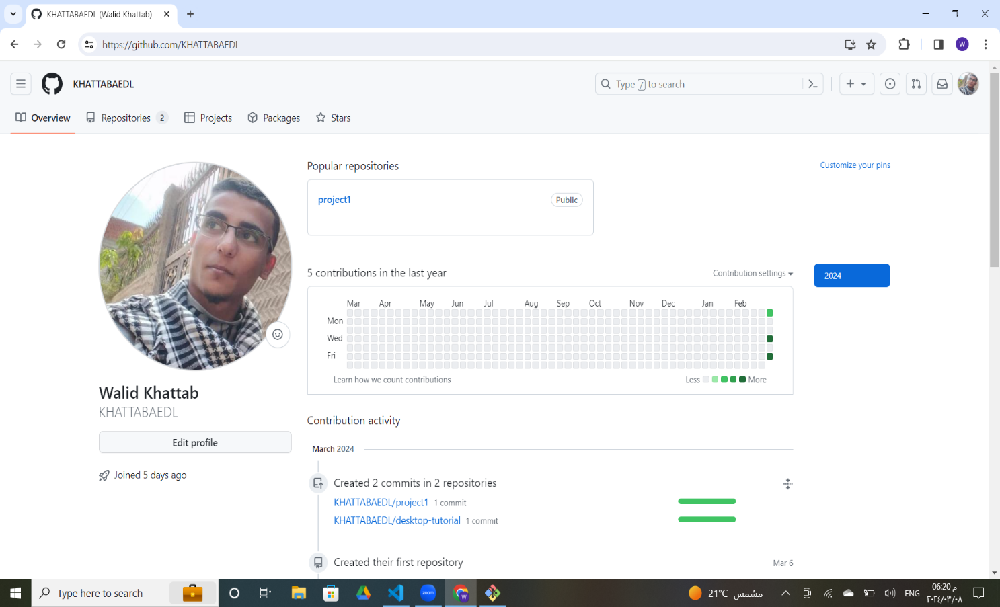 KHATTABAEDL (Walid Khattab)
https://github.com/KHATTABAEDL
W
KHATTABAEDL
Type / to search
Overview
Repositories 2
Projects
Packages
Stars
Popular repositories
Customize your pins
project1
Public
5 contributions in the last year
Contribution settings
2024
Mar Apr May Jun Jul Aug Sep Oct Nov Dec Jan Feb
Mon
Wed
Fri
Learn how we count contributions
Less More
Walid Khattab
KHATTABAEDL
Edit profile
Joined 5 days ago
Contribution activity
March 2024
Created 2 commits in 2 repositories
KHATTABAEDL/project1 1 commit
KHATTABAEDL/desktop-tutorial 1 commit
Created their first repository
Mar 6
Type here to search
zoom
W
21°C مشمس
ENG
06:20 م
٢٠٢٤/٠٣/٠٨